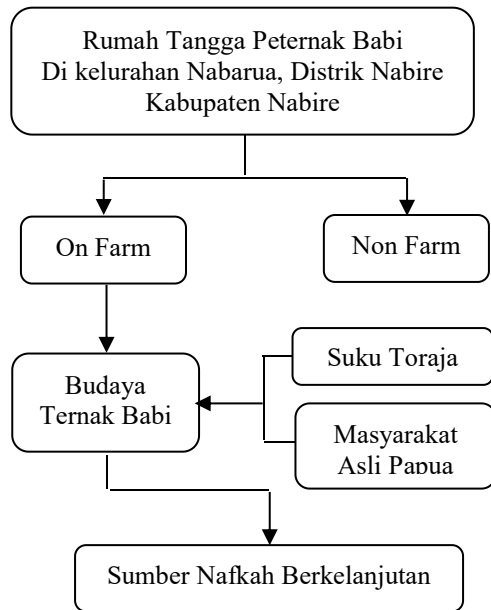 Rumah Tangga Peternak Babi
Di kelurahan Nabarua, Distrik Nabire
Kabupaten Nabire
On Farm
Non Farm
Budaya
Ternak Babi
Suku Toraja
Masyarakat
Asli Papua
Sumber Nafkah Berkelanjutan